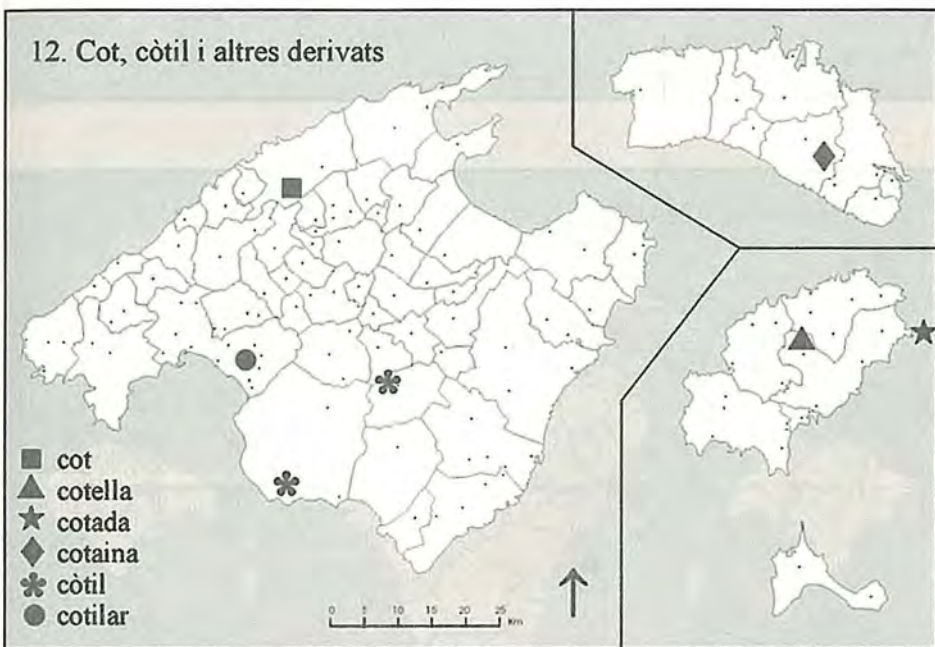 12. Cot, còtil i altres derivats
cot
cotella
cotada
cotaina
còtil
cotilar
0 5 10 15 20 25
Km